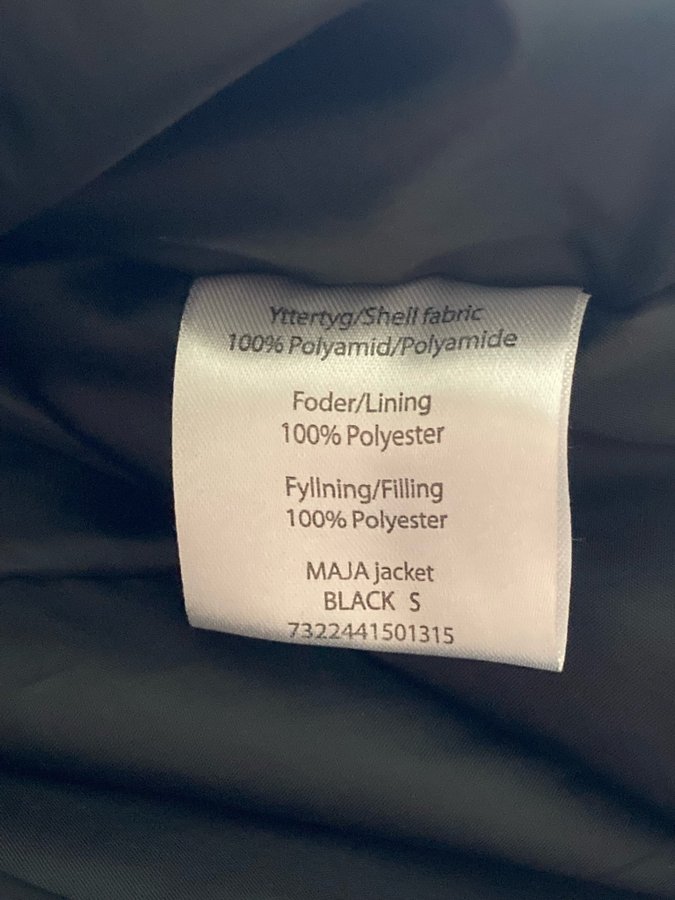 Yttertyg/Shell fabric
100% Polyamid/Polyamide
Foder/Lining
100% Polyester
Fyllning/Filling
100% Polyester
MAJA jacket
BLACK S
7322441501315